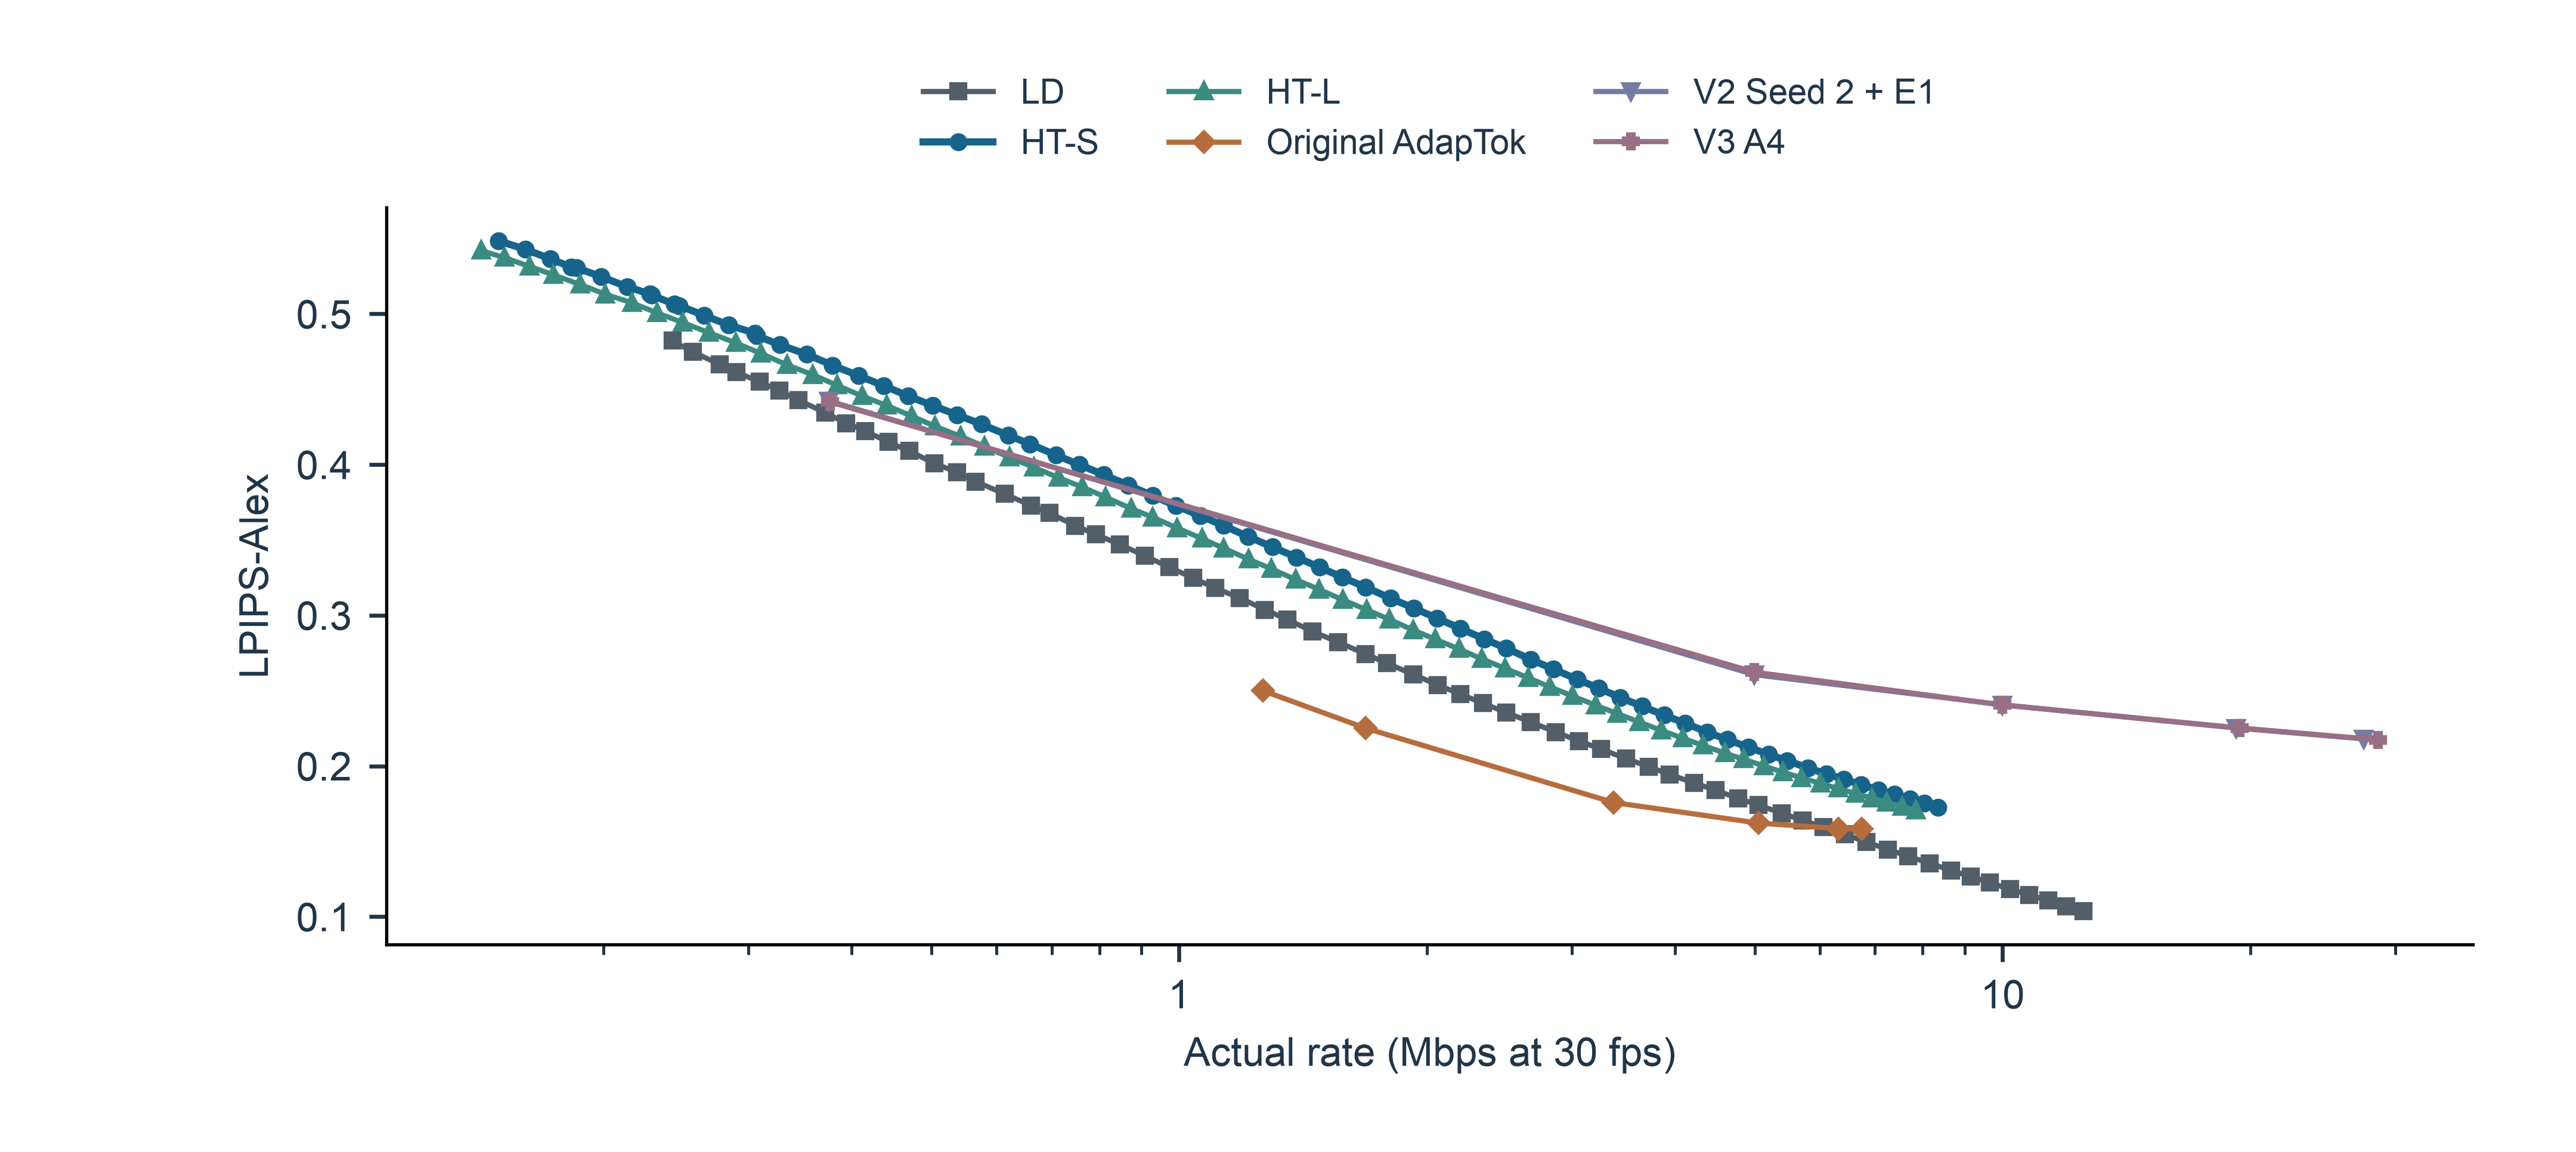 LD
HT-S
HT-L
Original AdapTok
V2 Seed 2 + E1
V3 A4
LPIPS-Alex
0.5
0.4
0.3
0.2
0.1
1
10
Actual rate (Mbps at 30 fps)